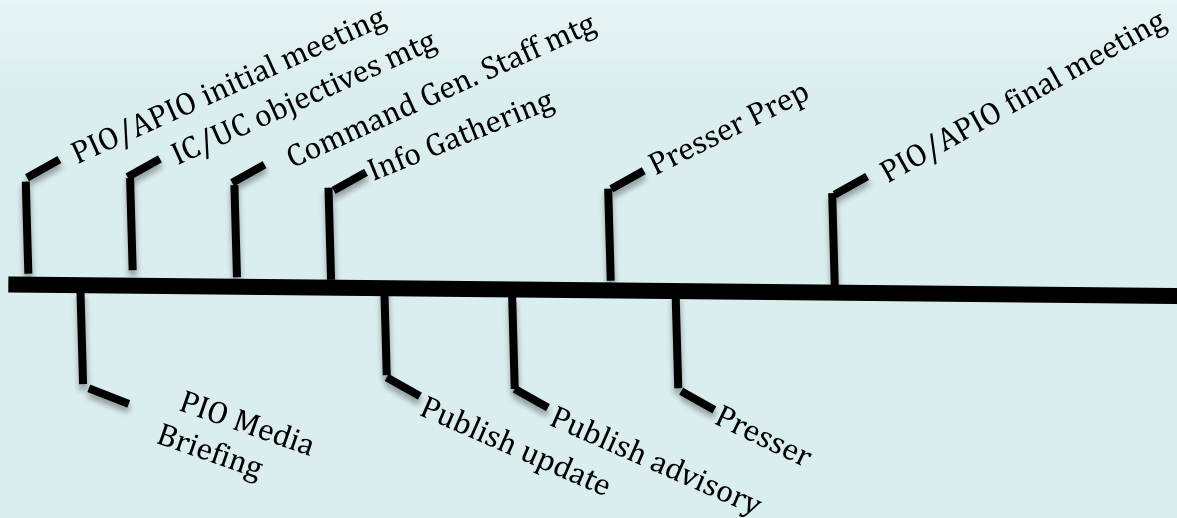 PIO/APIO initial meeting
IC/UC objectives mtg
Command Gen. Staff mtg
Info Gathering
Presser Prep
PIO/APIO final meeting
PIO Media
Briefing
Publish update
Publish advisory
Presser